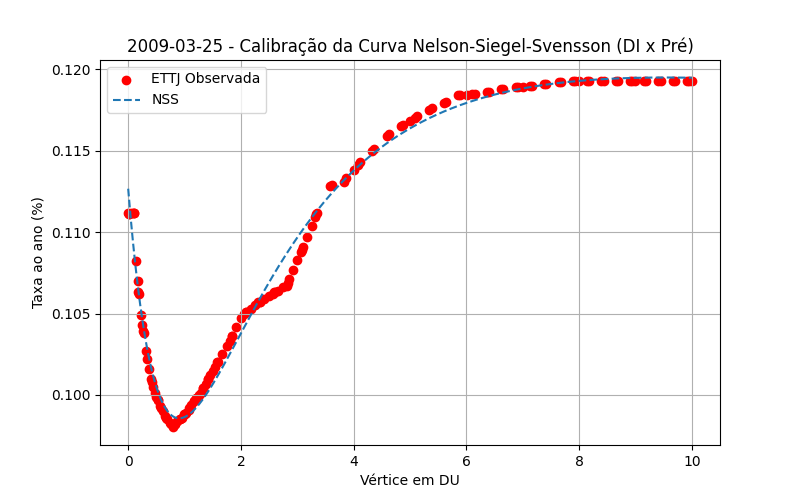 2009-03-25 - Calibração da Curva Nelson-Siegel-Svensson (DI x Pré)
ETTJ Observada
NSS
Taxa ao ano (%)
0.120
0.115
0.110
0.105
0.100
0 2 4 6 8 10
Vértice em DU